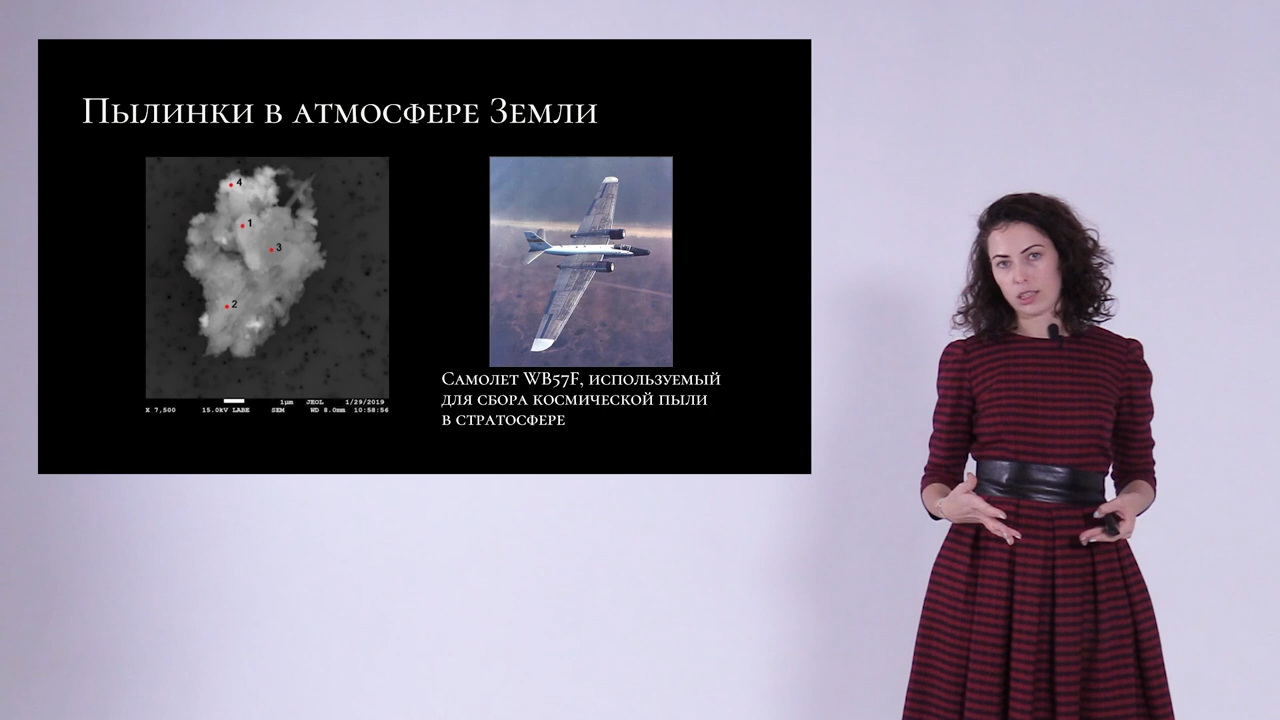 Пылинки в атмосфере Земли
4
1
3
2
1µm JEOL 1/29/2019
X 7,500 15.0kV LABE SEM WD 8.0mm 10:58:56
Самолет WB57F, используемый
для сбора космической пыли
в стратосфере